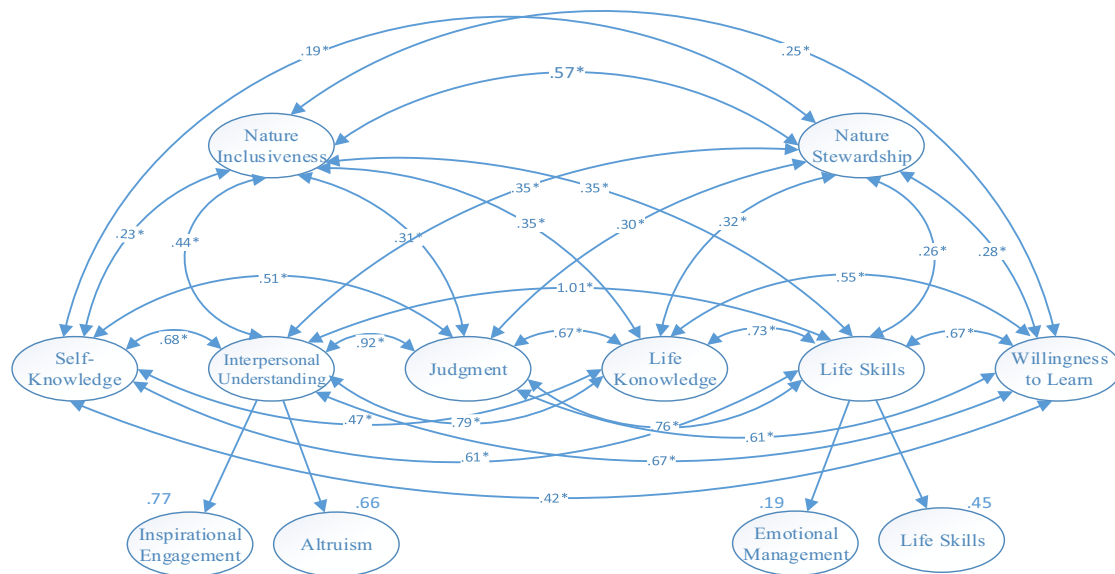 .19*
.25*
.57*
Nature
Inclusiveness
Nature
Stewardship
.35*
.35*
.23*
.44*
.31*
.35*
.30*
.32*
.26*
.28*
.51*
1.01*
.55*
.68*
.92*
.67*
.73*
.67*
Self-
Knowledge
Interpersonal
Understanding
Judgment
Life
Konowledge
Life Skills
Willingness
to Learn
.47*
.79*
.76*
.61*
.61*
.67*
.42*
.77
.66
.19
.45
Inspirational
Engagement
Altruism
Emotional
Management
Life Skills